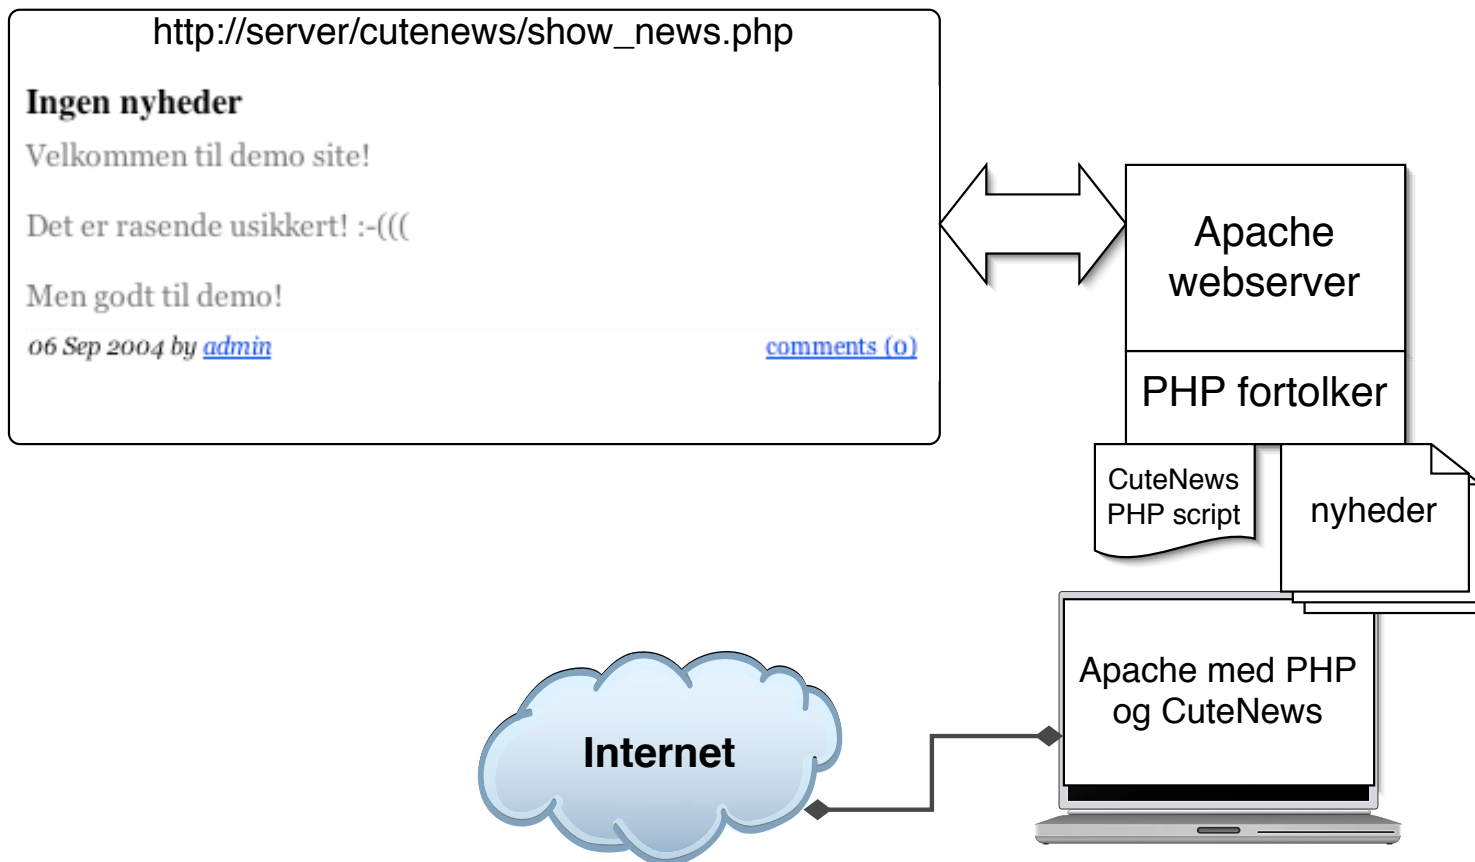 http://server/cutenews/show_news.php
Ingen nyheder
Velkommen til demo site!
Det er rasende usikkert! :-(((
Men godt til demo!
06 Sep 2004 by admin
comments (0)
Apache
webserver
PHP fortolker
CuteNews
PHP script
nyheder
Apache med PHP
og CuteNews
Internet